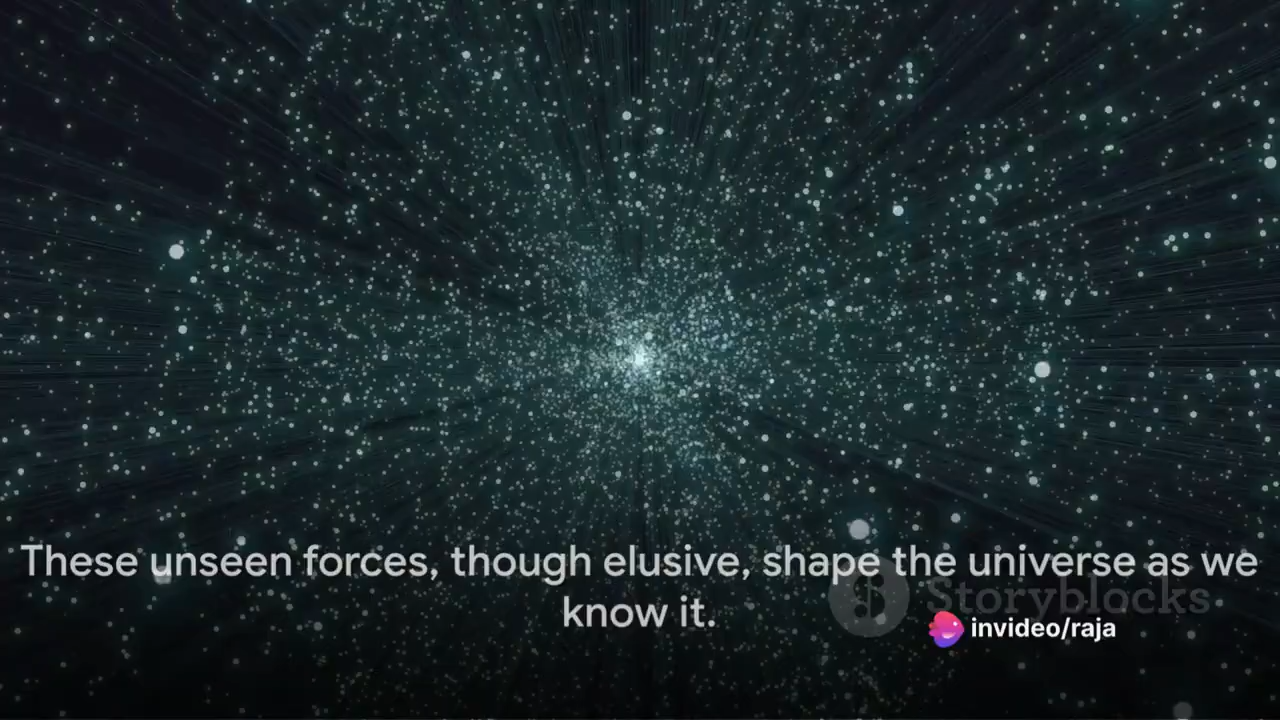 These unseen forces, though elusive, shape the universe as we
know it.
Storyblocks
invideo/raja